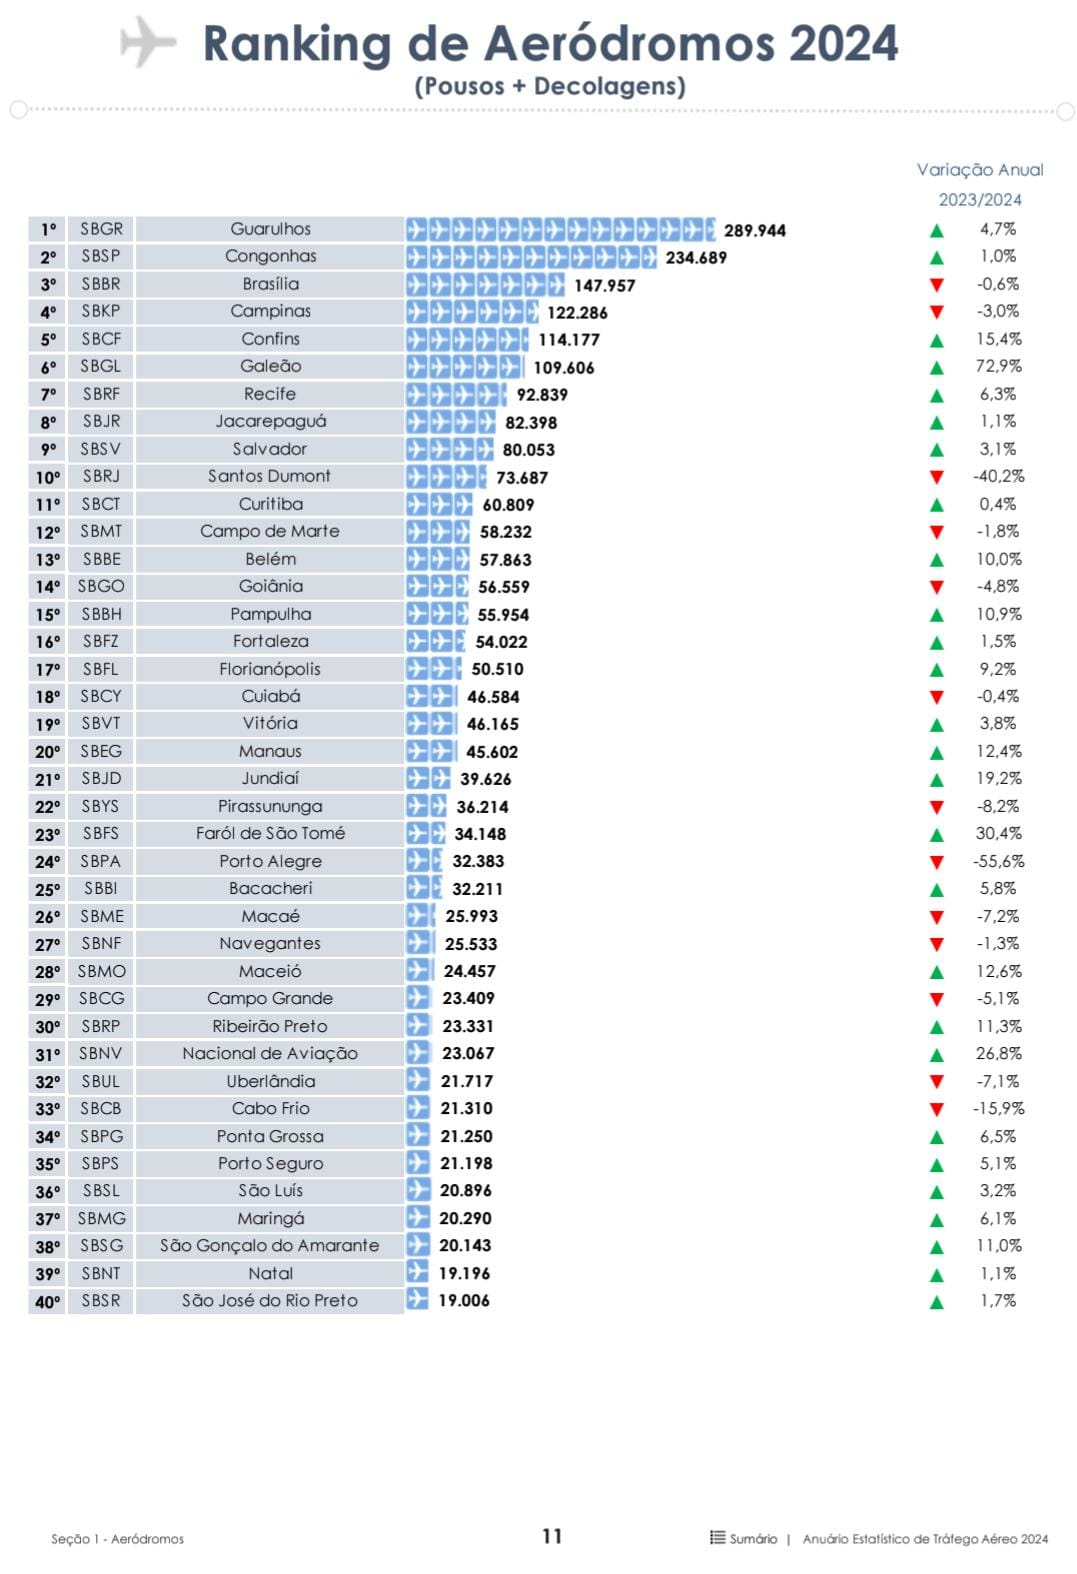 Ranking de Aeródromos 2024
(Pousos + Decolagens)
Variação Anual
2023/2024
1º SBGR Guarulhos 289.944 4,7%
2º SBSP Congonhas 234.689 1,0%
3º SBBR Brasília 147.957 -0,6%
4º SBKP Campinas 122.286 -3,0%
5º SBCF Confins 114.177 15,4%
6º SBGL Galeão 109.606 72,9%
7º SBRF Recife 92.839 6,3%
8º SBJR Jacarepaguá 82.398 1,1%
9º SBSV Salvador 80.053 3,1%
10º SBRJ Santos Dumont 73.687 -40,2%
11º SBCT Curitiba 60.809 0,4%
12º SBMT Campo de Marte 58.232 -1,8%
13º SBBE Belém 57.863 10,0%
14º SBGO Goiânia 56.559 -4,8%
15º SBBH Pampulha 55.954 10,9%
16º SBFZ Fortaleza 54.022 1,5%
17º SBFL Florianópolis 50.510 9,2%
18º SBCY Cuiabá 46.584 -0,4%
19º SBVT Vitória 46.165 3,8%
20º SBEG Manaus 45.602 12,4%
21º SBJD Jundiaí 39.626 19,2%
22º SBYS Pirassununga 36.214 -8,2%
23º SBFS Faról de São Tomé 34.148 30,4%
24º SBPA Porto Alegre 32.383 -55,6%
25º SBBI Bacacheri 32.211 5,8%
26º SBME Macaé 25.993 -7,2%
27º SBNF Navegantes 25.533 -1,3%
28º SBMO Maceió 24.457 12,6%
29º SBCG Campo Grande 23.409 -5,1%
30º SBRP Ribeirão Preto 23.331 11,3%
31º SBNV Nacional de Aviação 23.067 26,8%
32º SBUL Uberlândia 21.717 -7,1%
33º SBCB Cabo Frio 21.310 -15,9%
34º SBPG Ponta Grossa 21.250 6,5%
35º SBPS Porto Seguro 21.198 5,1%
36º SBSL São Luís 20.896 3,2%
37º SBMG Maringá 20.290 6,1%
38º SBSG São Gonçalo do Amarante 20.143 11,0%
39º SBNT Natal 19.196 1,1%
40º SBSR São José do Rio Preto 19.006 1,7%
Seção 1 - Aeródromos 11 Sumário | Anuário Estatístico de Tráfego Aéreo 2024